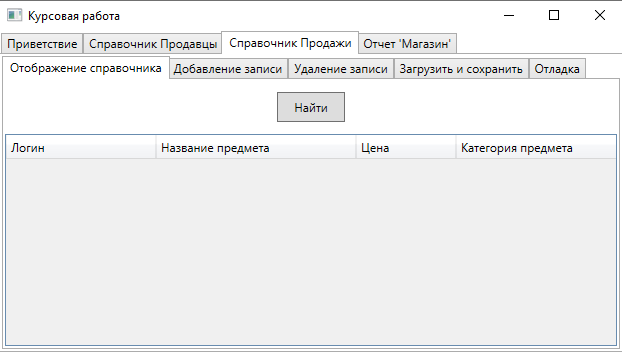 Курсовая работа
Приветствие Справочник Продавцы Справочник Продажи Отчет 'Магазин'
Отображение справочника Добавление записи Удаление записи Загрузить и сохранить Отладка
Найти
Логин Название предмета Цена Категория предмета